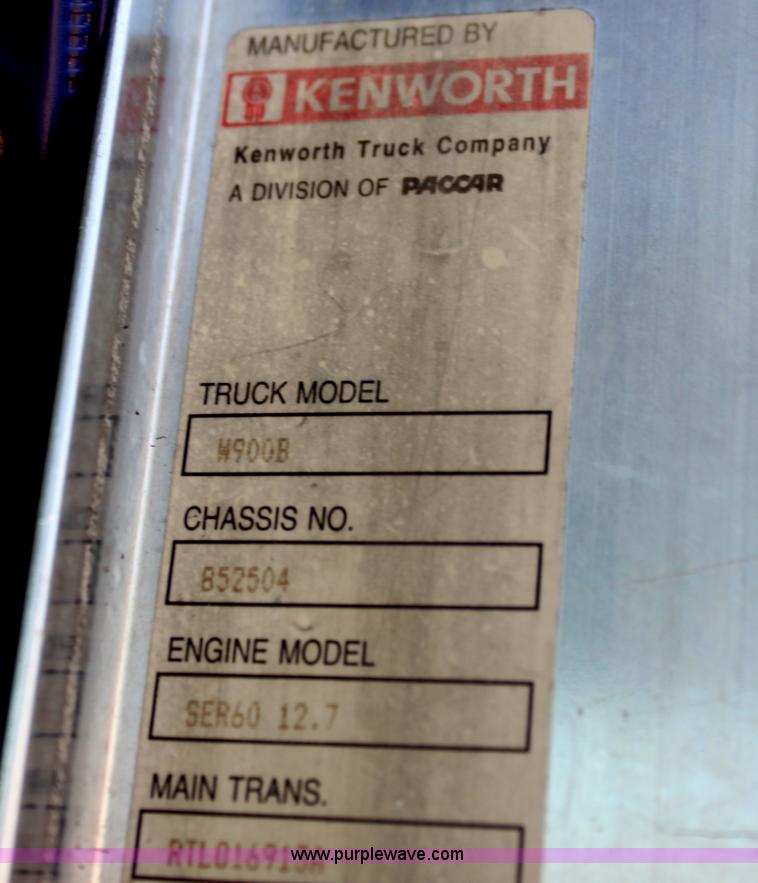 MANUFACTURED BY
KENWORTH
Kenworth Truck Company
A DIVISION OF PACCAR
TRUCK MODEL
W900B
CHASSIS NO.
852504
ENGINE MODEL
SER60 12.7
MAIN TRANS.
www.purplewave.com